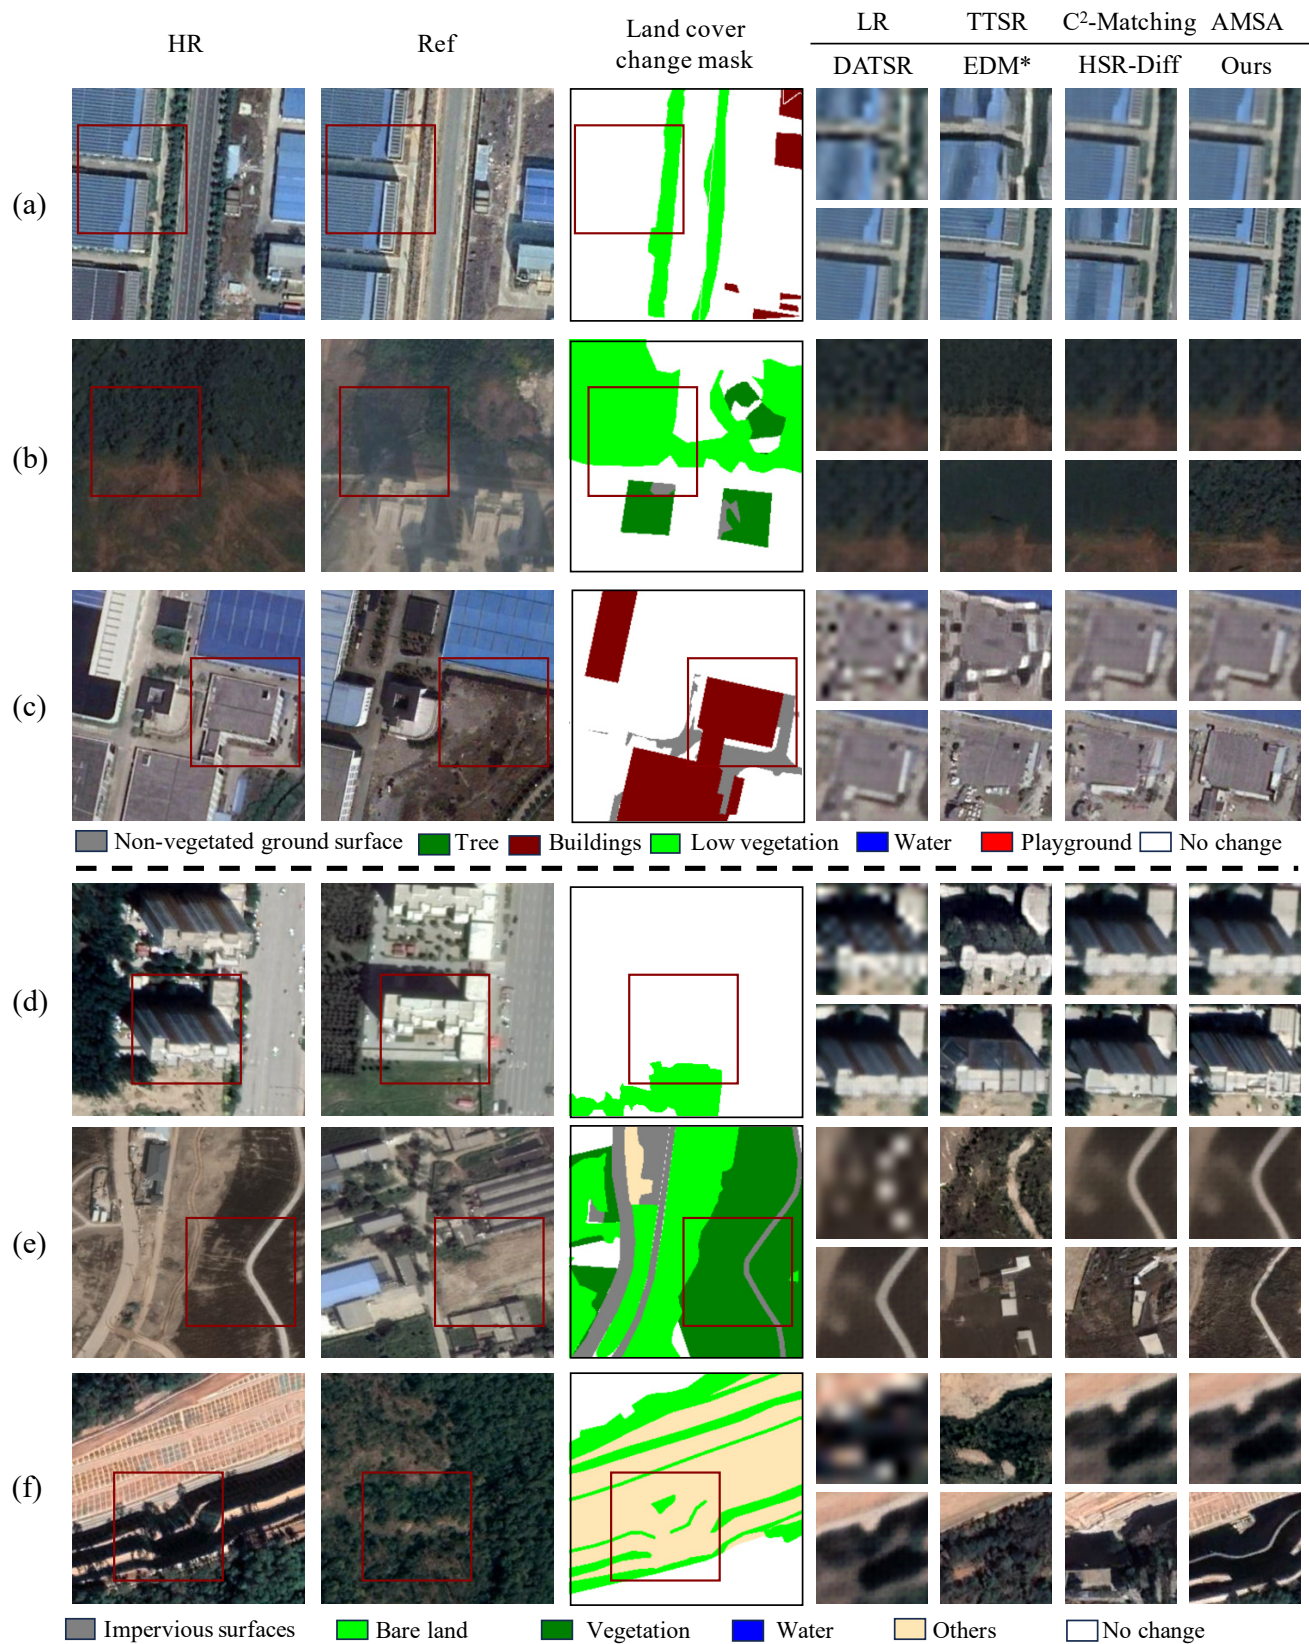 HR
Ref
Land cover
change mask
LR TTSR C²-Matching AMSA
DATSR EDM* HSR-Diff Ours
(a)
(b)
(c)
Non-vegetated ground surface Tree Buildings Low vegetation Water Playground No change
(d)
(e)
(f)
Impervious surfaces Bare land Vegetation Water Others No change